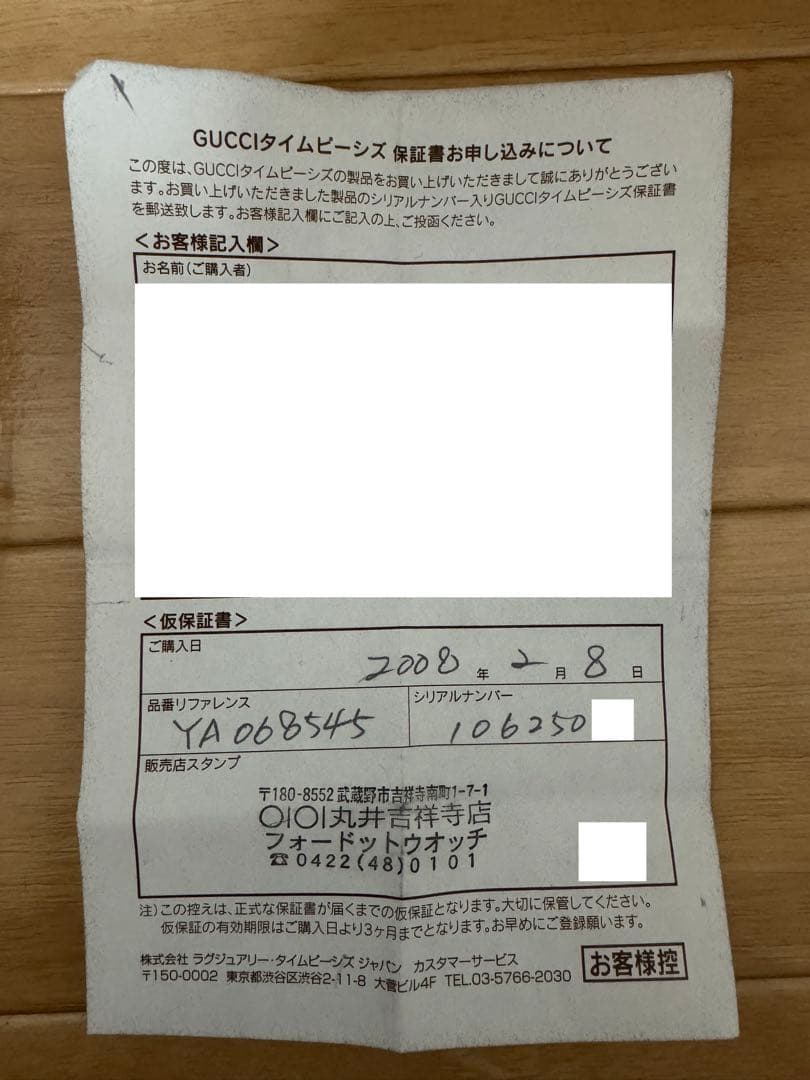 GUCCIタイムピーシズ 保証書お申し込みについて
この度は、GUCCIタイムピーシズの製品をお買い上げいただきまして誠にありがとうござい
ます。お買い上げいただきました製品のシリアルナンバー入りGUCCIタイムピーシズ保証書
を郵送致します。お客様記入欄にご記入の上、ご投函ください。
<お客様記入欄>
お名前(ご購入者)
<仮保証書>
ご購入日
2008 年 2 月 8 日
品番リファレンス
YA068545
シリアルナンバー
106250
販売店スタンプ
〒180-8552 武蔵野市吉祥寺南町1-7-1
○|○|丸井吉祥寺店
フォードットゥウオッチ
☎0422(48)0101
注)この控えは、正式な保証書が届くまでの仮保証となります。大切に保管してください。
仮保証の有効期限はご購入日より3ヶ月までとなります。お早めにご登録願います。
株式会社 ラグジュアリー・タイムピーシズ ジャパン カスタマーサービス
〒150-0002 東京都渋谷区渋谷2-11-8 大菅ビル4F TEL.03-5766-2030
お客様控